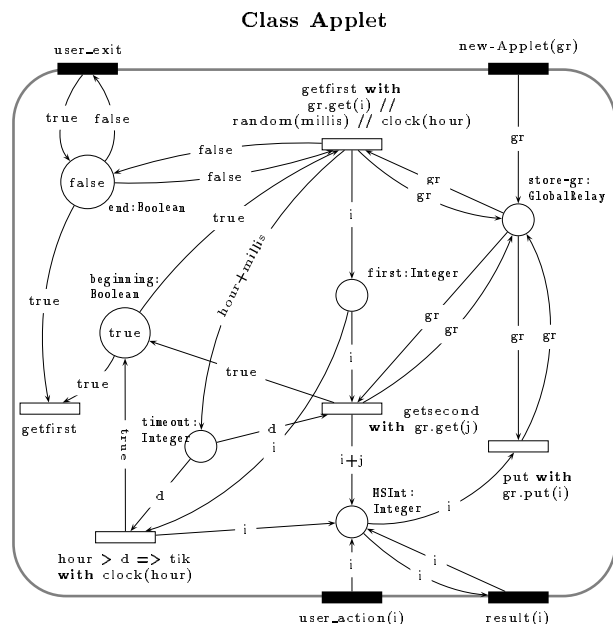 Class Applet
user_exit
new-Applet(gr)
getfirst with
gr.get(i) //
random(millis) // clock(hour)
true
false
gr
false
false
false
end:Boolean
gr
gr
store-gr:
GlobalRelay
true
i
hour+millis
beginning:
Boolean
first:Integer
true
true
gr
gr
gr
gr
i
true
true
getfirst
timeout:
Integer
d
i
getsecond
with gr.get(j)
true
i+j
d
put with
gr.put(i)
HSInt:
Integer
i
i
hour > d => tik
with clock(hour)
i
i
i
user_action(i)
result(i)